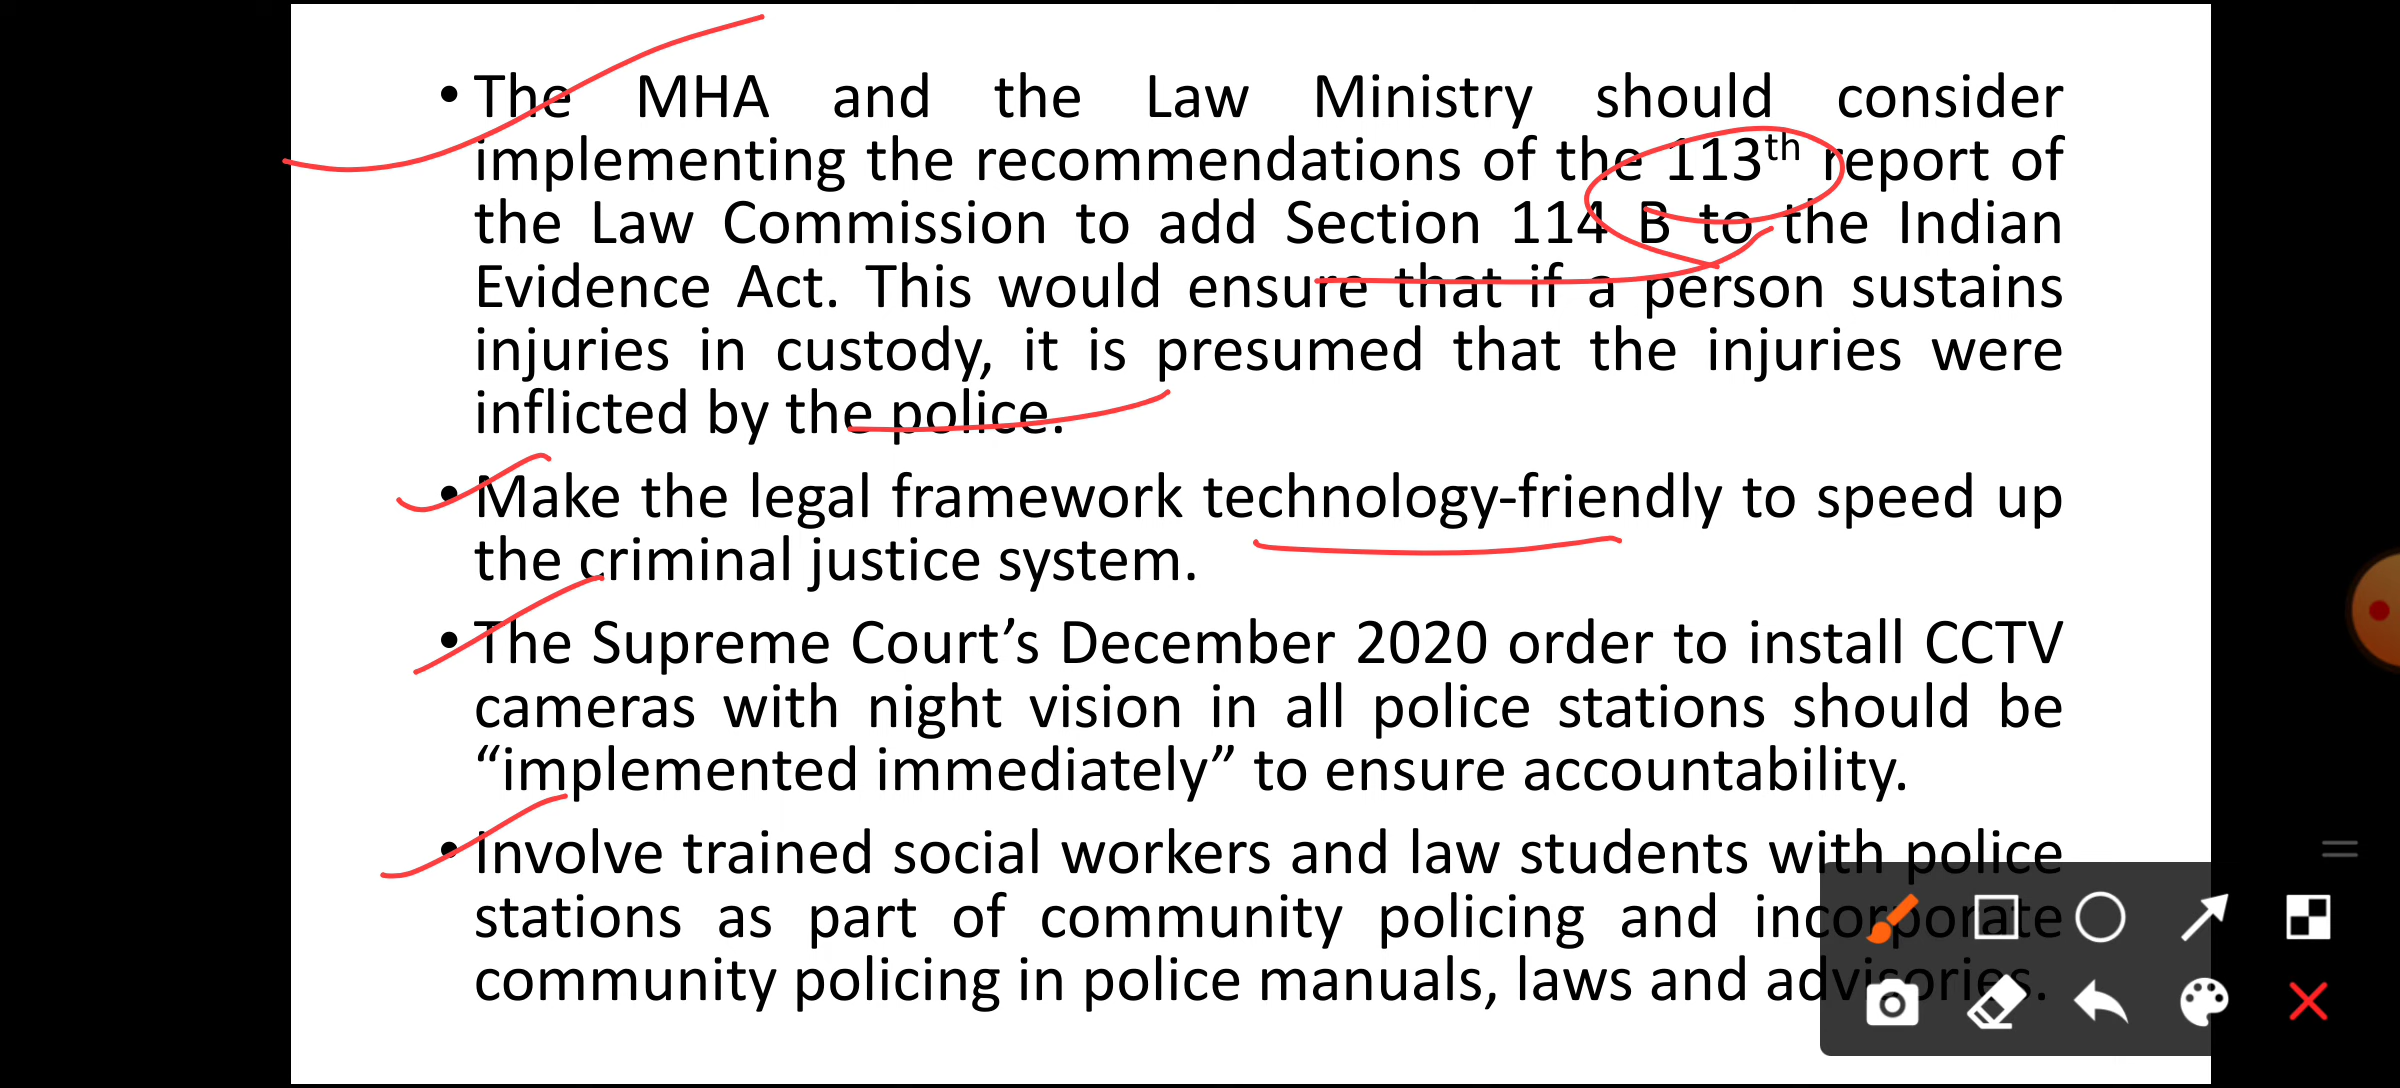 • The MHA and the Law Ministry should consider
implementing the recommendations of the 113th report of
the Law Commission to add Section 114 B to the Indian
Evidence Act. This would ensure that if a person sustains
injuries in custody, it is presumed that the injuries were
inflicted by the police.
• Make the legal framework technology-friendly to speed up
the criminal justice system.
• The Supreme Court’s December 2020 order to install CCTV
cameras with night vision in all police stations should be
“implemented immediately” to ensure accountability.
• Involve trained social workers and law students with police
stations as part of community policing and incorporate
community policing in police manuals, laws and advisories.